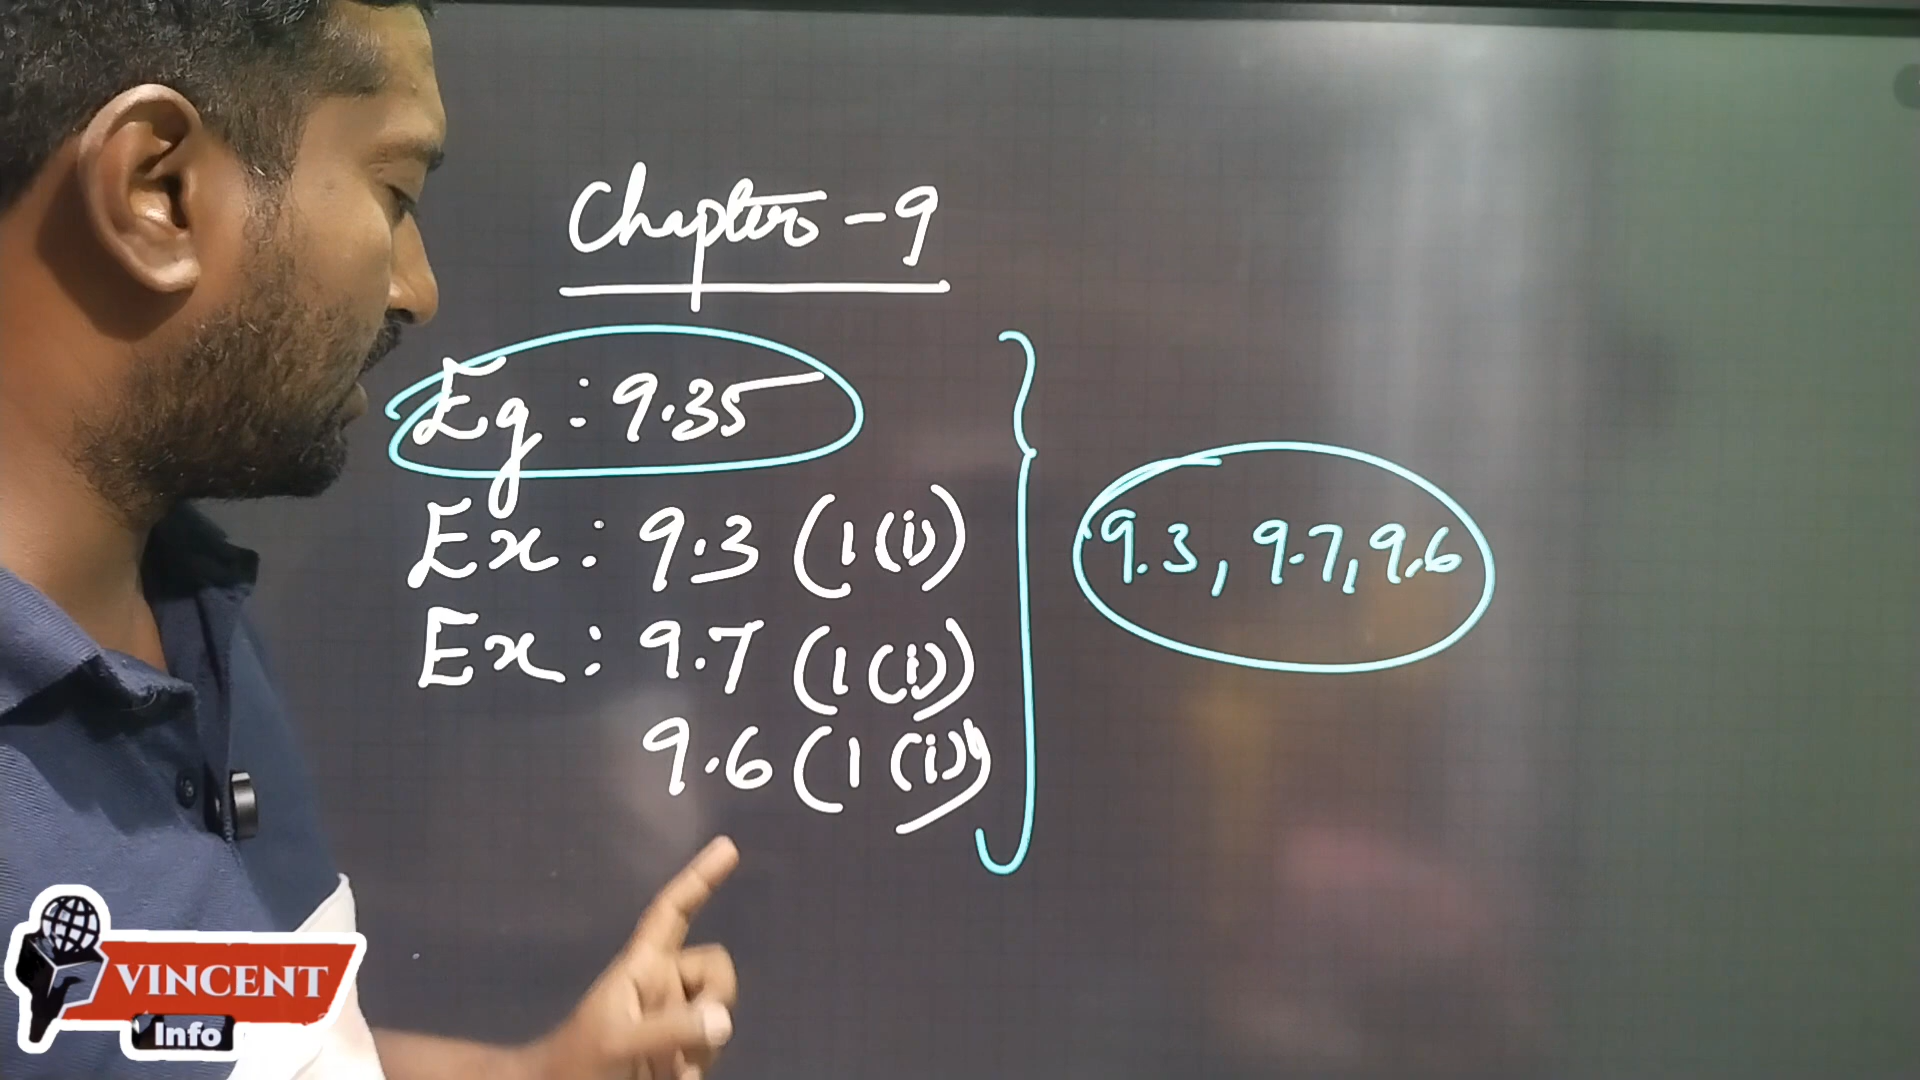 Chapter - 9
Eg : 9.35
Ex : 9.3 (1(i))
Ex : 9.7 (1(i))
9.6 (1(i))
9.3, 9.7, 9.6
VINCENT
Info